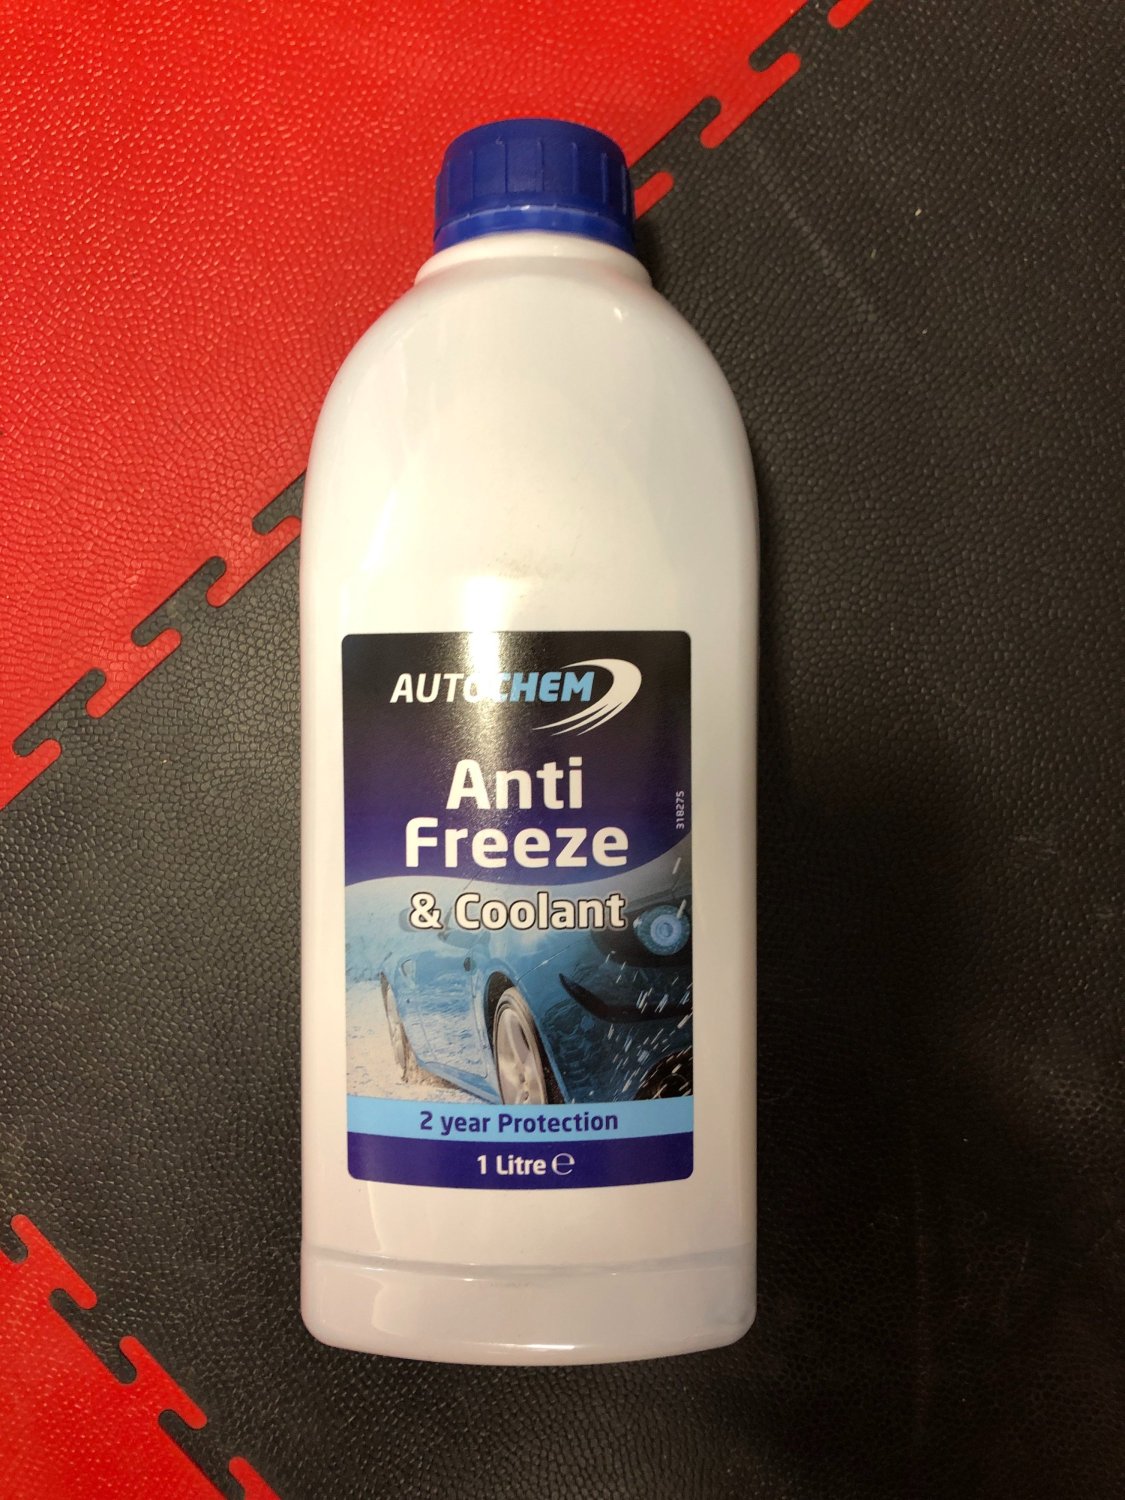 AUTOCHEM
Anti
Freeze
& Coolant
318275
2 year Protection
1 Litre ℮